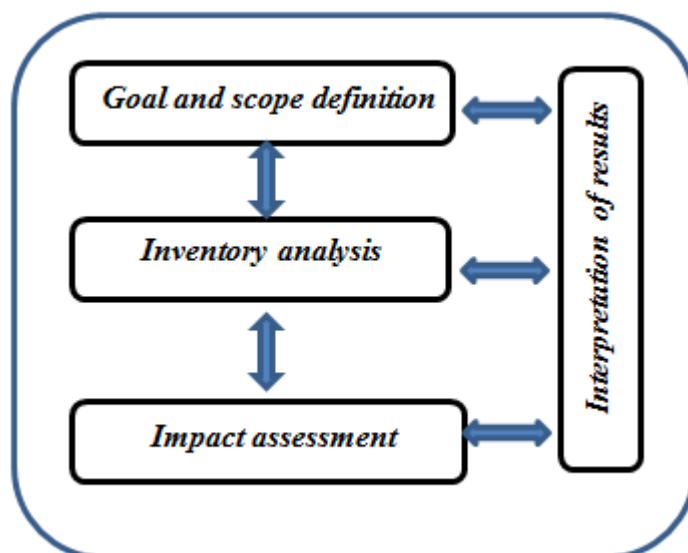 Goal and scope definition
Inventory analysis
Impact assessment
Interpretation of results